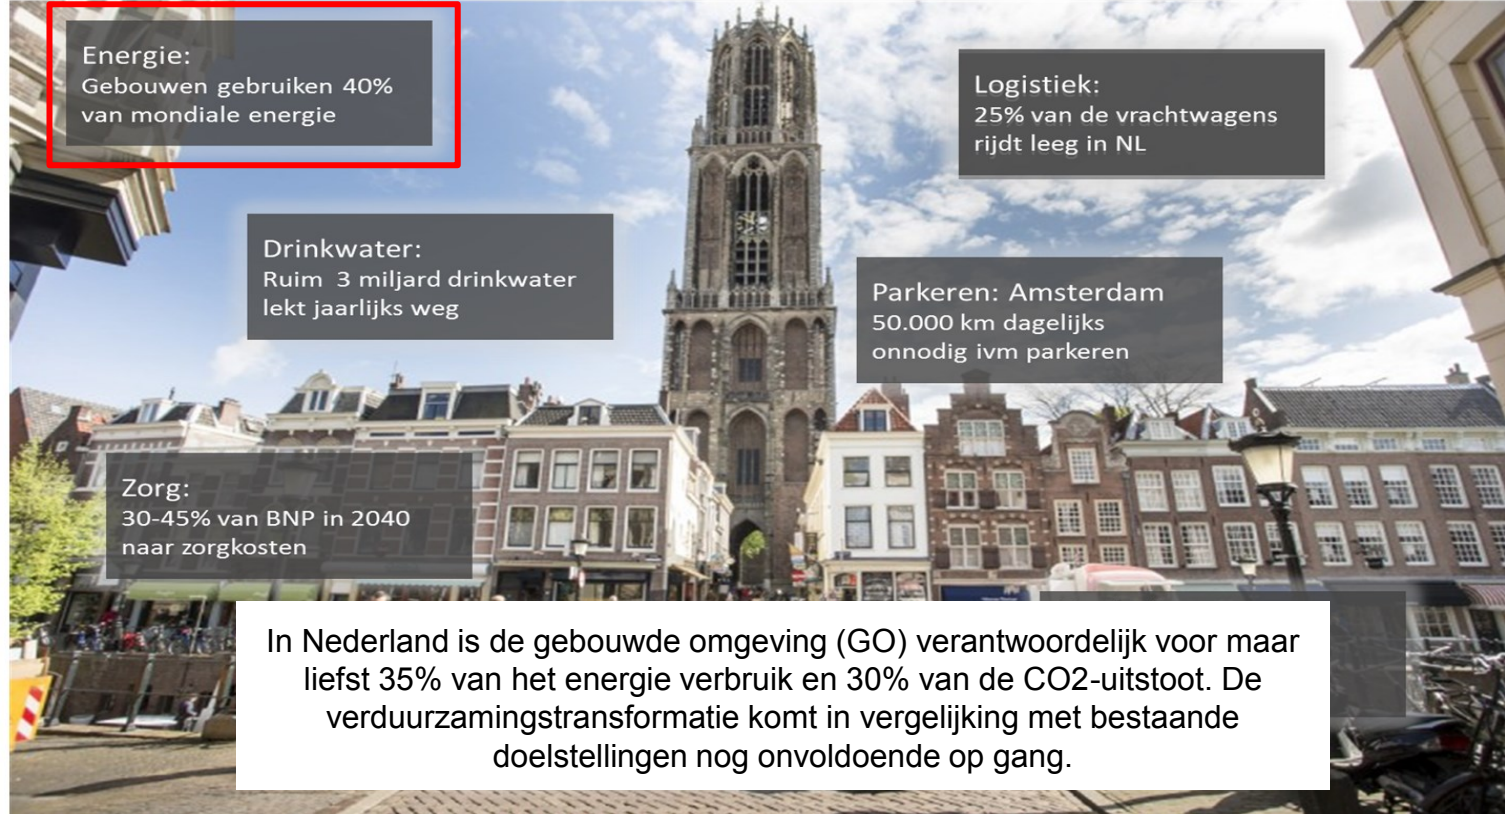 Energie:
Gebouwen gebruiken 40%
van mondiale energie
Logistiek:
25% van de vrachtwagens
rijdt leeg in NL
Drinkwater:
Ruim 3 miljard drinkwater
lekt jaarlijks weg
Parkeren: Amsterdam
50.000 km dagelijks
onnodig ivm parkeren
Zorg:
30-45% van BNP in 2040
naar zorgkosten
In Nederland is de gebouwde omgeving (GO) verantwoordelijk voor maar
liefst 35% van het energie verbruik en 30% van de CO2-uitstoot. De
verduurzamingstransformatie komt in vergelijking met bestaande
doelstellingen nog onvoldoende op gang.